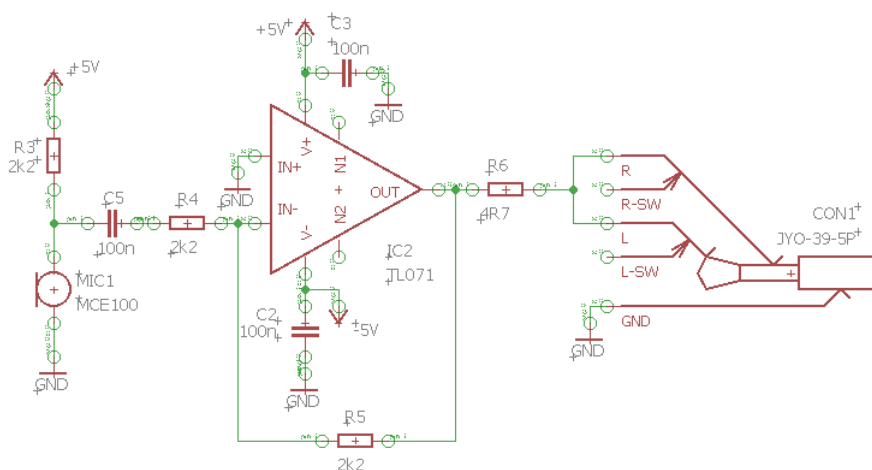 +5V
R3
2k2
C5
100n
R4
2k2
MIC1
MCE100
GND
+5V
C3
100n
GND
GND
IN+
IN-
V+
V-
N1
N2
OUT
IC2
TL071
C2
100n
-5V
GND
R5
2k2
R6
4R7
R
R-SW
L
L-SW
GND
GND
CON1
JYO-39-5P